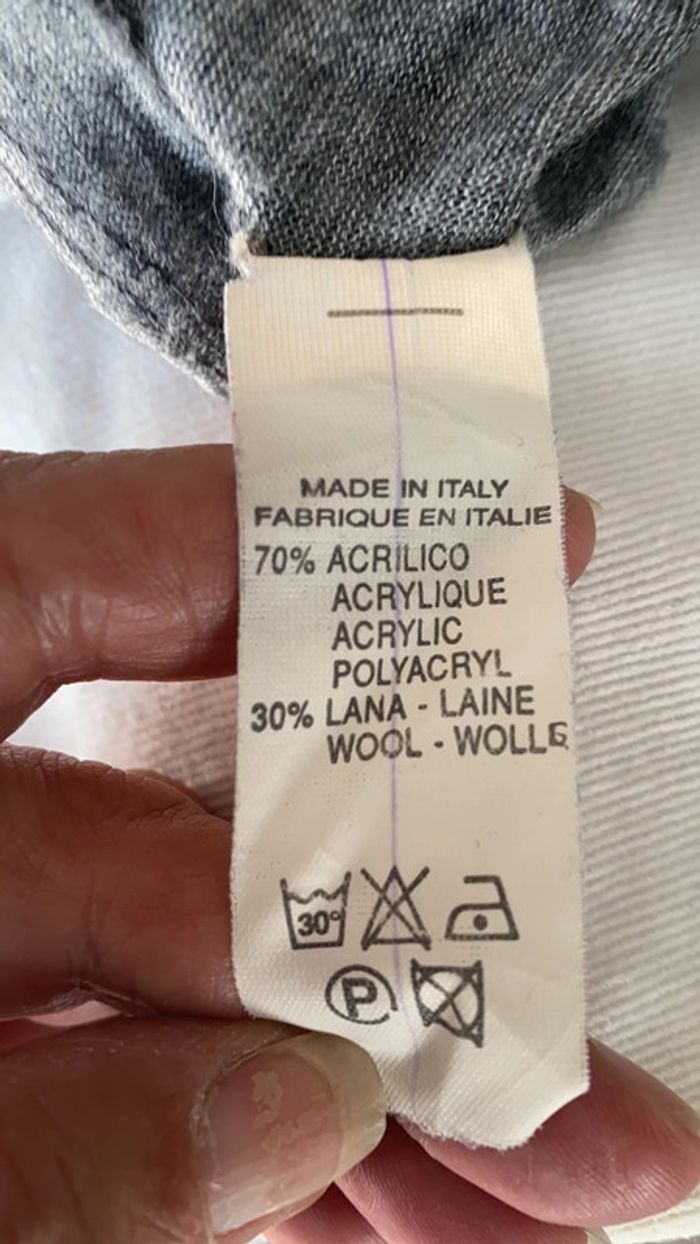 MADE IN ITALY
FABRIQUE EN ITALIE
70% ACRILICO
ACRYLIQUE
ACRYLIC
POLYACRYL
30% LANA - LAINE
WOOL - WOLLE
30°
P